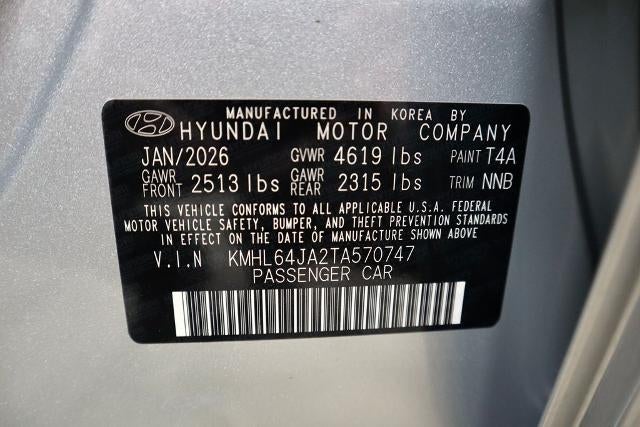 MANUFACTURED IN KOREA BY
HYUNDAI MOTOR COMPANY
JAN/2026 GVWR 4619 lbs PAINT T4A
GAWR FRONT 2513 lbs GAWR REAR 2315 lbs TRIM NNB
THIS VEHICLE CONFORMS TO ALL APPLICABLE U.S.A. FEDERAL
MOTOR VEHICLE SAFETY, BUMPER, AND THEFT PREVENTION STANDARDS
IN EFFECT ON THE DATE OF MANUFACTURE SHOWN ABOVE
V.I.N KMHL64JA2TA570747
PASSENGER CAR